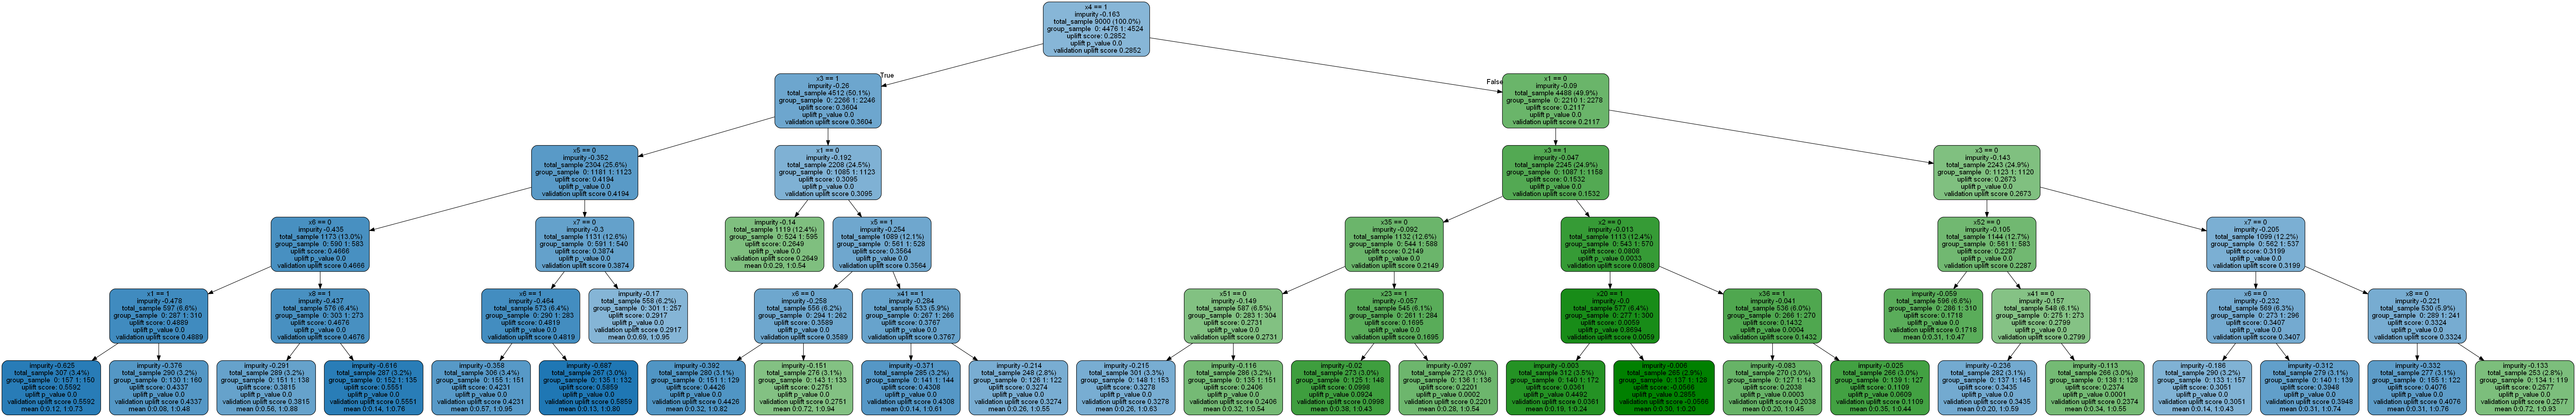 x4 == 1
impurity -0.163
total_sample 9000 (100.0%)
group_sample  0: 4476 1: 4524
uplift score: 0.2852
uplift p_value 0.0
validation uplift score 0.2852
True
False
x3 == 1
impurity -0.26
total_sample 4512 (50.1%)
group_sample  0: 2266 1: 2246
uplift score: 0.3604
uplift p_value 0.0
validation uplift score 0.3604
x1 == 0
impurity -0.09
total_sample 4488 (49.9%)
group_sample  0: 2210 1: 2278
uplift score: 0.2117
uplift p_value 0.0
validation uplift score 0.2117
x5 == 0
impurity -0.352
total_sample 2304 (25.6%)
group_sample  0: 1181 1: 1123
uplift score: 0.4194
uplift p_value 0.0
validation uplift score 0.4194
x1 == 0
impurity -0.192
total_sample 2208 (24.5%)
group_sample  0: 1085 1: 1123
uplift score: 0.3095
uplift p_value 0.0
validation uplift score 0.3095
x3 == 1
impurity -0.047
total_sample 2245 (24.9%)
group_sample  0: 1087 1: 1158
uplift score: 0.1532
uplift p_value 0.0
validation uplift score 0.1532
x3 == 0
impurity -0.143
total_sample 2243 (24.9%)
group_sample  0: 1123 1: 1120
uplift score: 0.2673
uplift p_value 0.0
validation uplift score 0.2673
x6 == 0
impurity -0.435
total_sample 1173 (13.0%)
group_sample  0: 590 1: 583
uplift score: 0.4666
uplift p_value 0.0
validation uplift score 0.4666
x7 == 0
impurity -0.3
total_sample 1131 (12.6%)
group_sample  0: 591 1: 540
uplift score: 0.3874
uplift p_value 0.0
validation uplift score 0.3874
impurity -0.14
total_sample 1119 (12.4%)
group_sample  0: 524 1: 595
uplift score: 0.2649
uplift p_value 0.0
validation uplift score 0.2649
mean 0:0.29, 1:0.54
x5 == 1
impurity -0.254
total_sample 1089 (12.1%)
group_sample  0: 561 1: 528
uplift score: 0.3564
uplift p_value 0.0
validation uplift score 0.3564
x35 == 0
impurity -0.092
total_sample 1132 (12.6%)
group_sample  0: 544 1: 588
uplift score: 0.2149
uplift p_value 0.0
validation uplift score 0.2149
x2 == 0
impurity -0.013
total_sample 1113 (12.4%)
group_sample  0: 543 1: 570
uplift score: 0.0808
uplift p_value 0.0033
validation uplift score 0.0808
x52 == 0
impurity -0.105
total_sample 1144 (12.7%)
group_sample  0: 561 1: 583
uplift score: 0.2287
uplift p_value 0.0
validation uplift score 0.2287
x7 == 0
impurity -0.205
total_sample 1099 (12.2%)
group_sample  0: 562 1: 537
uplift score: 0.3199
uplift p_value 0.0
validation uplift score 0.3199
x1 == 1
impurity -0.478
total_sample 597 (6.6%)
group_sample  0: 287 1: 310
uplift score: 0.4889
uplift p_value 0.0
validation uplift score 0.4889
x8 == 1
impurity -0.437
total_sample 576 (6.4%)
group_sample  0: 303 1: 273
uplift score: 0.4676
uplift p_value 0.0
validation uplift score 0.4676
x6 == 1
impurity -0.464
total_sample 573 (6.4%)
group_sample  0: 290 1: 283
uplift score: 0.4819
uplift p_value 0.0
validation uplift score 0.4819
impurity -0.17
total_sample 558 (6.2%)
group_sample  0: 301 1: 257
uplift score: 0.2917
uplift p_value 0.0
validation uplift score 0.2917
mean 0:0.69, 1:0.95
x6 == 0
impurity -0.258
total_sample 556 (6.2%)
group_sample  0: 294 1: 262
uplift score: 0.3589
uplift p_value 0.0
validation uplift score 0.3589
x41 == 1
impurity -0.284
total_sample 533 (5.9%)
group_sample  0: 267 1: 266
uplift score: 0.3767
uplift p_value 0.0
validation uplift score 0.3767
x51 == 0
impurity -0.149
total_sample 587 (6.5%)
group_sample  0: 283 1: 304
uplift score: 0.2731
uplift p_value 0.0
validation uplift score 0.2731
x23 == 1
impurity -0.057
total_sample 545 (6.1%)
group_sample  0: 261 1: 284
uplift score: 0.1695
uplift p_value 0.0
validation uplift score 0.1695
x20 == 1
impurity -0.0
total_sample 577 (6.4%)
group_sample  0: 277 1: 300
uplift score: 0.0059
uplift p_value 0.8694
validation uplift score 0.0059
x36 == 1
impurity -0.041
total_sample 536 (6.0%)
group_sample  0: 266 1: 270
uplift score: 0.1432
uplift p_value 0.0004
validation uplift score 0.1432
impurity -0.059
total_sample 596 (6.6%)
group_sample  0: 286 1: 310
uplift score: 0.1718
uplift p_value 0.0
validation uplift score 0.1718
mean 0:0.31, 1:0.47
x41 == 0
impurity -0.157
total_sample 548 (6.1%)
group_sample  0: 275 1: 273
uplift score: 0.2799
uplift p_value 0.0
validation uplift score 0.2799
x6 == 0
impurity -0.232
total_sample 569 (6.3%)
group_sample  0: 273 1: 296
uplift score: 0.3407
uplift p_value 0.0
validation uplift score 0.3407
x8 == 0
impurity -0.221
total_sample 530 (5.9%)
group_sample  0: 289 1: 241
uplift score: 0.3324
uplift p_value 0.0
validation uplift score 0.3324
impurity -0.625
total_sample 307 (3.4%)
group_sample  0: 157 1: 150
uplift score: 0.5592
uplift p_value 0.0
validation uplift score 0.5592
mean 0:0.12, 1:0.73
impurity -0.376
total_sample 290 (3.2%)
group_sample  0: 130 1: 160
uplift score: 0.4337
uplift p_value 0.0
validation uplift score 0.4337
mean 0:0.08, 1:0.48
impurity -0.291
total_sample 289 (3.2%)
group_sample  0: 151 1: 138
uplift score: 0.3815
uplift p_value 0.0
validation uplift score 0.3815
mean 0:0.56, 1:0.88
impurity -0.616
total_sample 287 (3.2%)
group_sample  0: 152 1: 135
uplift score: 0.5551
uplift p_value 0.0
validation uplift score 0.5551
mean 0:0.14, 1:0.76
impurity -0.358
total_sample 306 (3.4%)
group_sample  0: 155 1: 151
uplift score: 0.4231
uplift p_value 0.0
validation uplift score 0.4231
mean 0:0.57, 1:0.95
impurity -0.687
total_sample 267 (3.0%)
group_sample  0: 135 1: 132
uplift score: 0.5859
uplift p_value 0.0
validation uplift score 0.5859
mean 0:0.13, 1:0.80
impurity -0.392
total_sample 280 (3.1%)
group_sample  0: 151 1: 129
uplift score: 0.4426
uplift p_value 0.0
validation uplift score 0.4426
mean 0:0.32, 1:0.82
impurity -0.151
total_sample 276 (3.1%)
group_sample  0: 143 1: 133
uplift score: 0.2751
uplift p_value 0.0
validation uplift score 0.2751
mean 0:0.72, 1:0.94
impurity -0.371
total_sample 285 (3.2%)
group_sample  0: 141 1: 144
uplift score: 0.4308
uplift p_value 0.0
validation uplift score 0.4308
mean 0:0.14, 1:0.61
impurity -0.214
total_sample 248 (2.8%)
group_sample  0: 126 1: 122
uplift score: 0.3274
uplift p_value 0.0
validation uplift score 0.3274
mean 0:0.26, 1:0.55
impurity -0.215
total_sample 301 (3.3%)
group_sample  0: 148 1: 153
uplift score: 0.3278
uplift p_value 0.0
validation uplift score 0.3278
mean 0:0.26, 1:0.63
impurity -0.116
total_sample 286 (3.2%)
group_sample  0: 135 1: 151
uplift score: 0.2406
uplift p_value 0.0
validation uplift score 0.2406
mean 0:0.32, 1:0.54
impurity -0.02
total_sample 273 (3.0%)
group_sample  0: 125 1: 148
uplift score: 0.0998
uplift p_value 0.0924
validation uplift score 0.0998
mean 0:0.38, 1:0.43
impurity -0.097
total_sample 272 (3.0%)
group_sample  0: 136 1: 136
uplift score: 0.2201
uplift p_value 0.0002
validation uplift score 0.2201
mean 0:0.28, 1:0.54
impurity -0.003
total_sample 312 (3.5%)
group_sample  0: 140 1: 172
uplift score: 0.0361
uplift p_value 0.4492
validation uplift score 0.0361
mean 0:0.19, 1:0.24
impurity -0.006
total_sample 265 (2.9%)
group_sample  0: 137 1: 128
uplift score: -0.0566
uplift p_value 0.2895
validation uplift score -0.0566
mean 0:0.30, 1:0.20
impurity -0.083
total_sample 270 (3.0%)
group_sample  0: 127 1: 143
uplift score: 0.2038
uplift p_value 0.0003
validation uplift score 0.2038
mean 0:0.20, 1:0.45
impurity -0.025
total_sample 266 (3.0%)
group_sample  0: 139 1: 127
uplift score: 0.109
uplift p_value 0.0609
validation uplift score 0.1109
mean 0:0.35, 1:0.44
impurity -0.236
total_sample 282 (3.1%)
group_sample  0: 137 1: 145
uplift score: 0.3435
uplift p_value 0.0
validation uplift score 0.3435
mean 0:0.20, 1:0.59
impurity -0.113
total_sample 266 (3.0%)
group_sample  0: 138 1: 128
uplift score: 0.2374
uplift p_value 0.0001
validation uplift score 0.2374
mean 0:0.34, 1:0.55
impurity -0.186
total_sample 290 (3.2%)
group_sample  0: 133 1: 157
uplift score: 0.3051
uplift p_value 0.0
validation uplift score 0.3051
mean 0:0.14, 1:0.43
impurity -0.312
total_sample 279 (3.1%)
group_sample  0: 140 1: 139
uplift score: 0.3948
uplift p_value 0.0
validation uplift score 0.3948
mean 0:0.31, 1:0.74
impurity -0.332
total_sample 277 (3.1%)
group_sample  0: 155 1: 122
uplift score: 0.4076
uplift p_value 0.0
validation uplift score 0.4076
mean 0:0.31, 1:0.76
impurity -0.133
total_sample 253 (2.8%)
group_sample  0: 134 1: 119
uplift score: 0.2577
uplift p_value 0.0
validation uplift score 0.2577
mean 0:0.70, 1:0.93